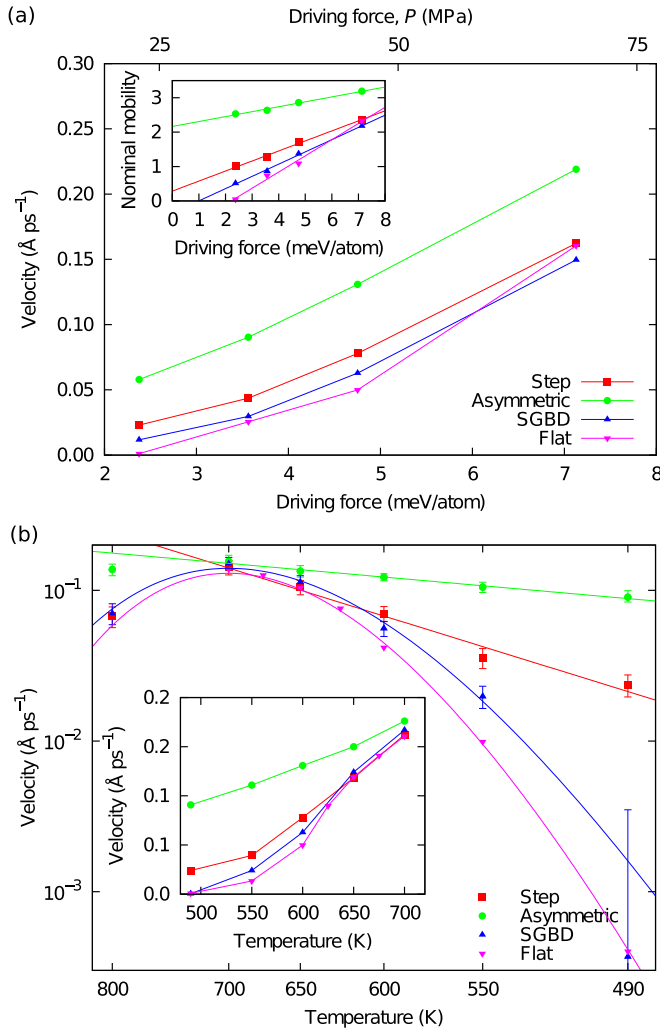 (a)
Driving force, P (MPa)
25 50 75
0.30
0.25
0.20
0.15
0.10
0.05
0.00
Velocity (Å ps⁻¹)
Nominal mobility
3
2
1
0
0 1 2 3 4 5 6 7 8
Driving force (meV/atom)
Step
Asymmetric
SGBD
Flat
2 3 4 5 6 7 8
Driving force (meV/atom)
(b)
10⁻¹
10⁻²
10⁻³
Velocity (Å ps⁻¹)
0.2
0.2
0.1
0.1
0.0
Velocity (Å ps⁻¹)
500 550 600 650 700
Temperature (K)
Step
Asymmetric
SGBD
Flat
800 700 650 600 550 490
Temperature (K)